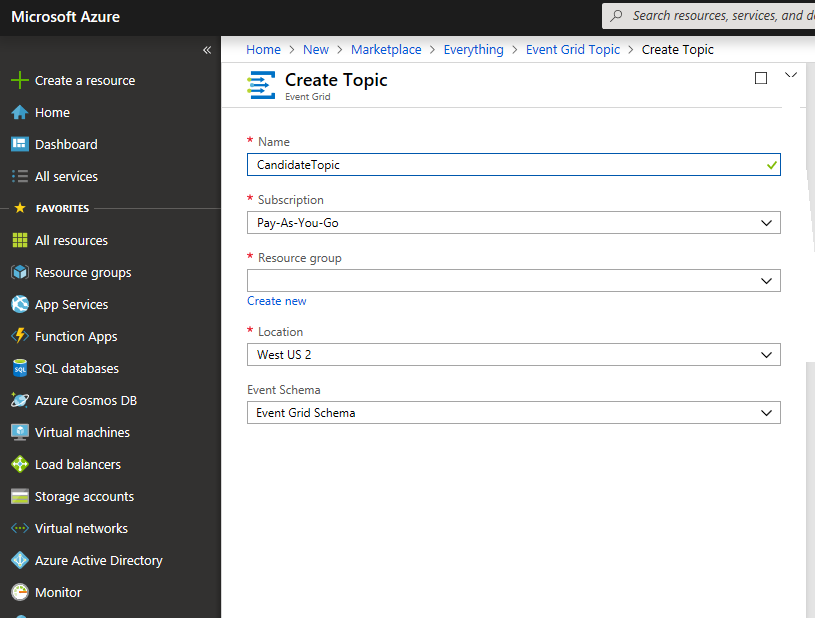 Microsoft Azure
Search resources, services, and do
«
Create a resource
Home
Dashboard
All services
FAVORITES
All resources
Resource groups
App Services
Function Apps
SQL databases
Azure Cosmos DB
Virtual machines
Load balancers
Storage accounts
Virtual networks
Azure Active Directory
Monitor
Home > New > Marketplace > Everything > Event Grid Topic > Create Topic
Create Topic
Event Grid
* Name
CandidateTopic
* Subscription
Pay-As-You-Go
* Resource group
Create new
* Location
West US 2
Event Schema
Event Grid Schema